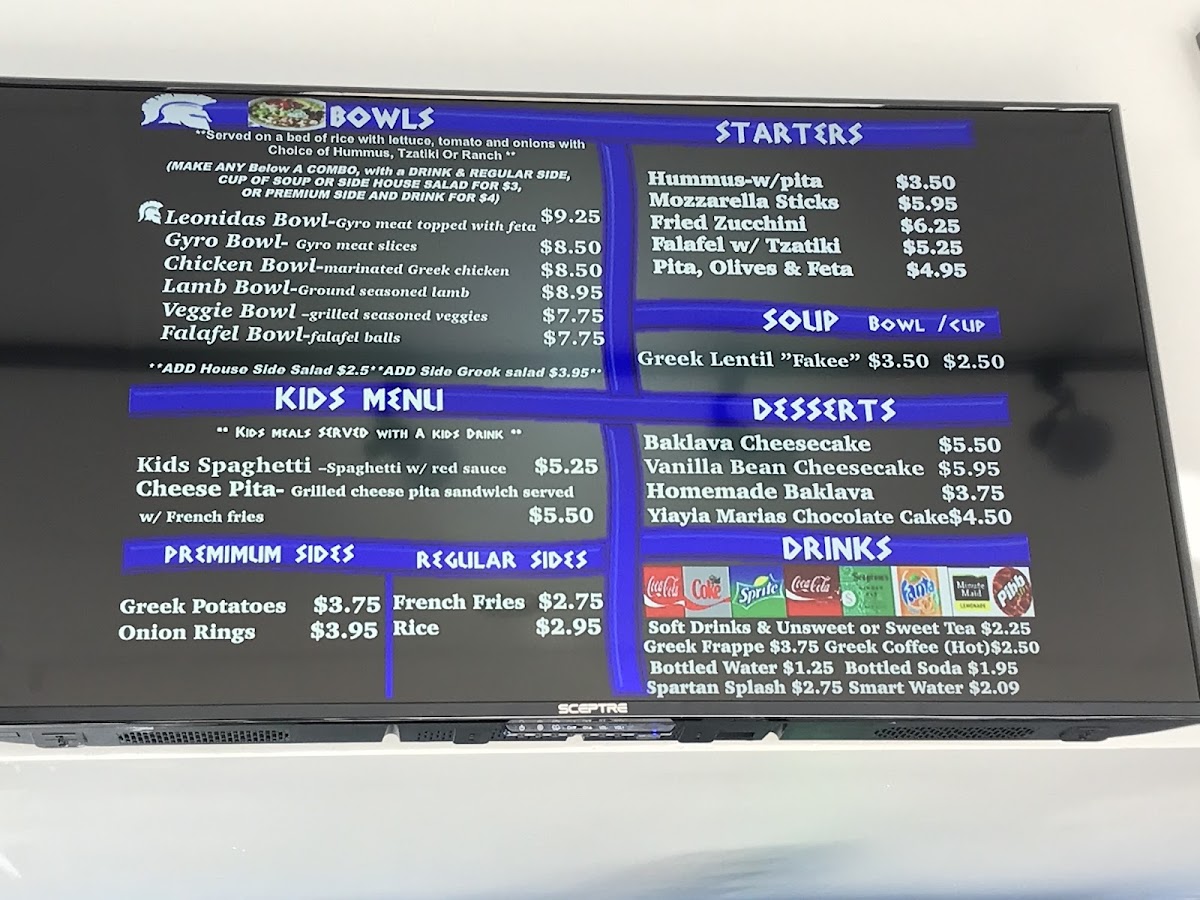 BOWLS
**Served on a bed of rice with lettuce, tomato and onions with
Choice of Hummus, Tzatiki Or Ranch **
(MAKE ANY Below A COMBO, with a DRINK & REGULAR SIDE,
CUP OF SOUP OR SIDE HOUSE SALAD FOR $3,
OR PREMIUM SIDE AND DRINK FOR $4)
Leonidas Bowl-Gyro meat topped with feta $9.25
Gyro Bowl- Gyro meat slices $8.50
Chicken Bowl-marinated Greek chicken $8.50
Lamb Bowl-Ground seasoned lamb $8.95
Veggie Bowl -grilled seasoned veggies $7.75
Falafel Bowl-falafel balls $7.75
**ADD House Side Salad $2.5**ADD Side Greek salad $3.95**
KIDS MENU
** KIDS MEALS SERVED WITH A KIDS DRINK **
Kids Spaghetti -Spaghetti w/ red sauce $5.25
Cheese Pita- Grilled cheese pita sandwich served
w/ French fries $5.50
PREMIMUM SIDES
Greek Potatoes $3.75
Onion Rings $3.95
REGULAR SIDES
French Fries $2.75
Rice $2.95
STARTERS
Hummus-w/pita $3.50
Mozzarella Sticks $5.95
Fried Zucchini $6.25
Falafel w/ Tzatiki $5.25
Pita, Olives & Feta $4.95
SOUP BOWL /CUP
Greek Lentil "Fakee" $3.50 $2.50
DESSERTS
Baklava Cheesecake $5.50
Vanilla Bean Cheesecake $5.95
Homemade Baklava $3.75
Yiayia Marias Chocolate Cake$4.50
DRINKS
Coca-Cola Diet Coke Sprite Coca-Cola Seagram's Fanta Minute Maid LEMONADE Pibb
Soft Drinks & Unsweet or Sweet Tea $2.25
Greek Frappe $3.75 Greek Coffee (Hot)$2.50
Bottled Water $1.25 Bottled Soda $1.95
Spartan Splash $2.75 Smart Water $2.09
SCEPTRE